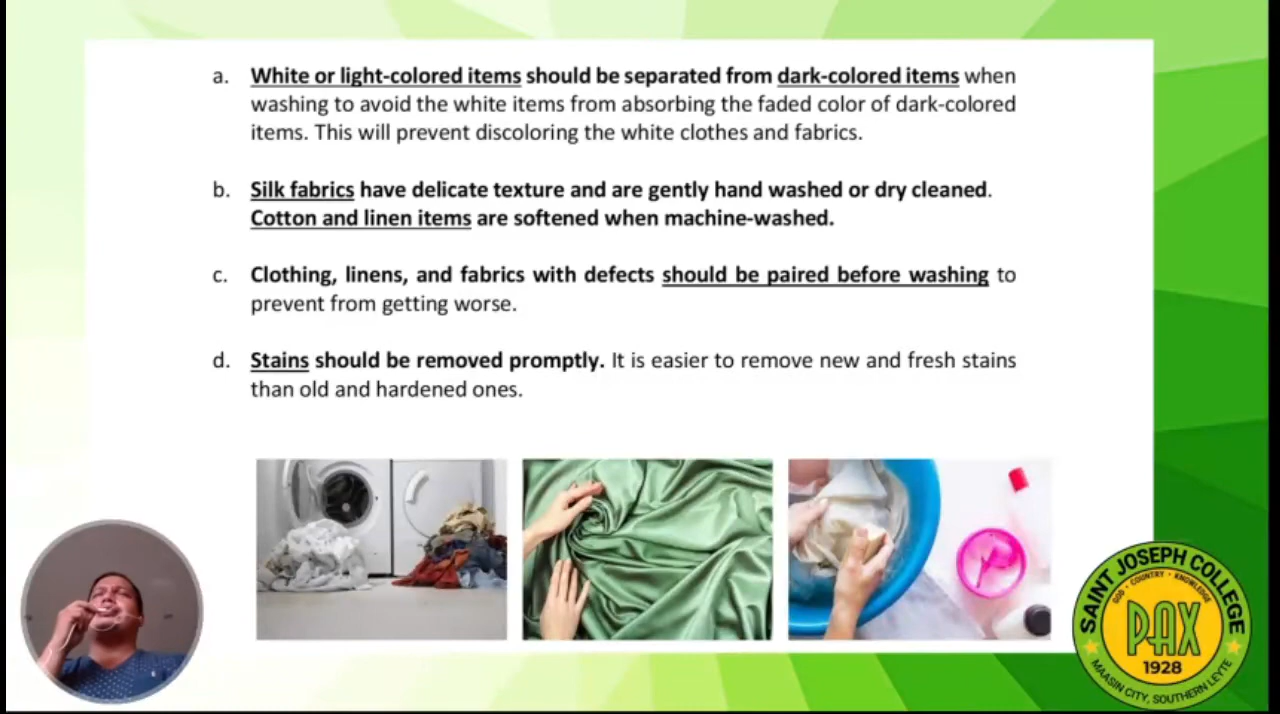 a. White or light-colored items should be separated from dark-colored items when
washing to avoid the white items from absorbing the faded color of dark-colored
items. This will prevent discoloring the white clothes and fabrics.
b. Silk fabrics have delicate texture and are gently hand washed or dry cleaned.
Cotton and linen items are softened when machine-washed.
c. Clothing, linens, and fabrics with defects should be paired before washing to
prevent from getting worse.
d. Stains should be removed promptly. It is easier to remove new and fresh stains
than old and hardened ones.
SAINT JOSEPH COLLEGE
GOD • COUNTRY • KNOWLEDGE
PAX
1928
MAASIN CITY, SOUTHERN LEYTE